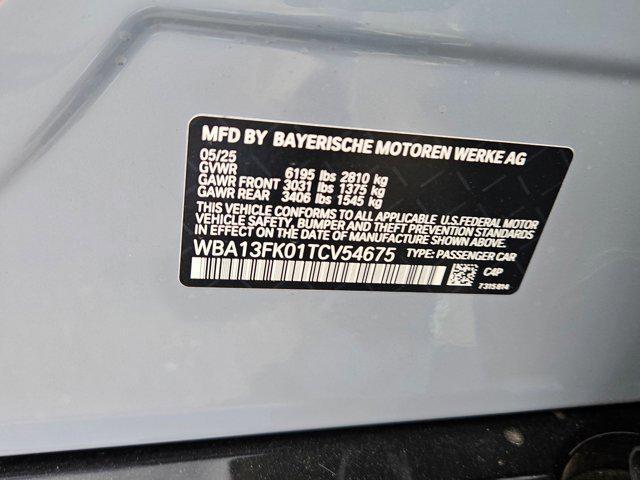 MFD BY BAYERISCHE MOTOREN WERKE AG
05/25
GVWR 6195 lbs 2810 kg
GAWR FRONT 3031 lbs 1375 kg
GAWR REAR 3406 lbs 1545 kg
THIS VEHICLE CONFORMS TO ALL APPLICABLE U.S.FEDERAL MOTOR
VEHICLE SAFETY, BUMPER AND THEFT PREVENTION STANDARDS
IN EFFECT ON THE DATE OF MANUFACTURE SHOWN ABOVE.
WBA13FK01TCV54675 TYPE: PASSENGER CAR
C4P
7315814